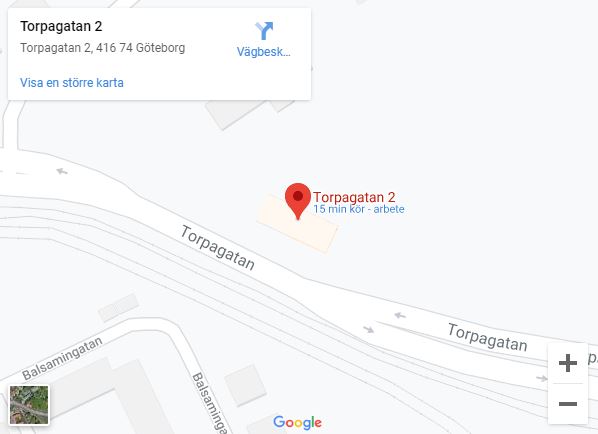 Torpagatan 2
Torpagatan 2, 416 74 Göteborg
Vägbesk...
Visa en större karta
Torpagatan 2
15 min kör - arbete
Torpagatan
Torpagatan
Balsamingatan
Balsamingatan
Google